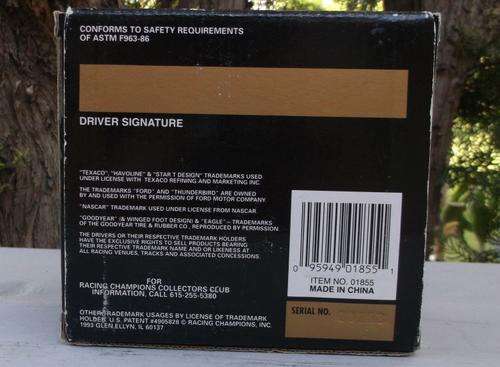 CONFORMS TO SAFETY REQUIREMENTS
OF ASTM F963-86
DRIVER SIGNATURE
"TEXACO", "HAVOLINE" & "STAR T DESIGN" TRADEMARKS USED
UNDER LICENSE WITH TEXACO REFINING AND MARKETING INC
THE TRADEMARKS "FORD" AND "THUNDERBIRD" ARE OWNED
BY AND USED WITH THE PERMISSION OF FORD MOTOR COMPANY
"NASCAR" TRADEMARK USED UNDER LICENSE FROM NASCAR
"GOODYEAR" (& WINGED FOOT DESIGN) & "EAGLE" - TRADEMARKS
OF THE GOODYEAR TIRE & RUBBER CO., REPRODUCED BY PERMISSION.
THE DRIVERS OR THEIR RESPECTIVE TRADEMARK HOLDERS
HAVE THE EXCLUSIVE RIGHTS TO SELL PRODUCTS BEARING
THEIR RESPECTIVE TRADEMARK NAME AND OR LIKENESS AT
ALL RACING VENUES, TRACKS AND ASSOCIATED CONCESSIONS.
FOR
RACING CHAMPIONS COLLECTORS CLUB
INFORMATION, CALL 615-255-5380
OTHER TRADEMARK USAGES BY LICENSE OF TRADEMARK
HOLDER. U.S. PATENT #4905828 © RACING CHAMPIONS, INC
1993 GLEN ELLYN, IL 60137
0 95949 01855 1
ITEM NO. 01855
MADE IN CHINA
SERIAL NO.